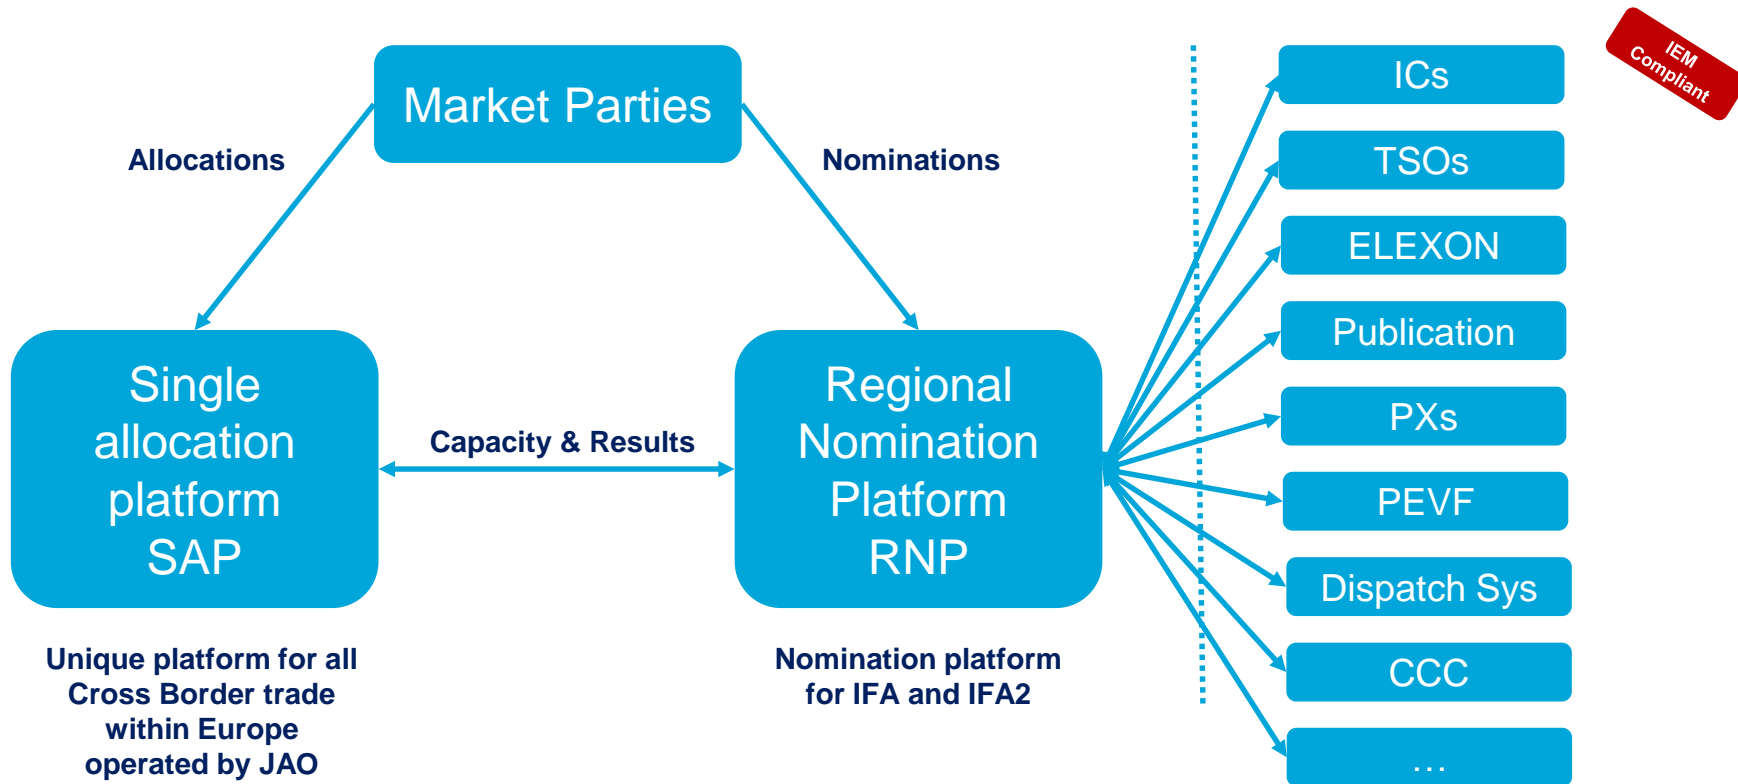 IEM
Compliant
Market Parties
ICs
TSOs
Allocations
Nominations
ELEXON
Publication
Single
allocation
platform
SAP
Capacity & Results
Regional
Nomination
Platform
RNP
PXs
PEVF
Dispatch Sys
CCC
…
Unique platform for all
Cross Border trade
within Europe
operated by JAO
Nomination platform
for IFA and IFA2